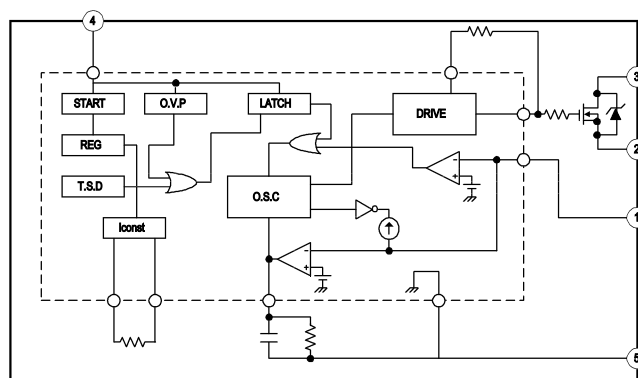 4
START
O.V.P
LATCH
DRIVE
3
REG
2
T.S.D
O.S.C
- +
1
Iconst
- +
5